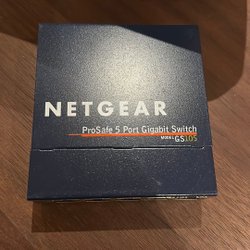 NETGEAR
ProSafe 5 Port Gigabit Switch
MODEL GS105